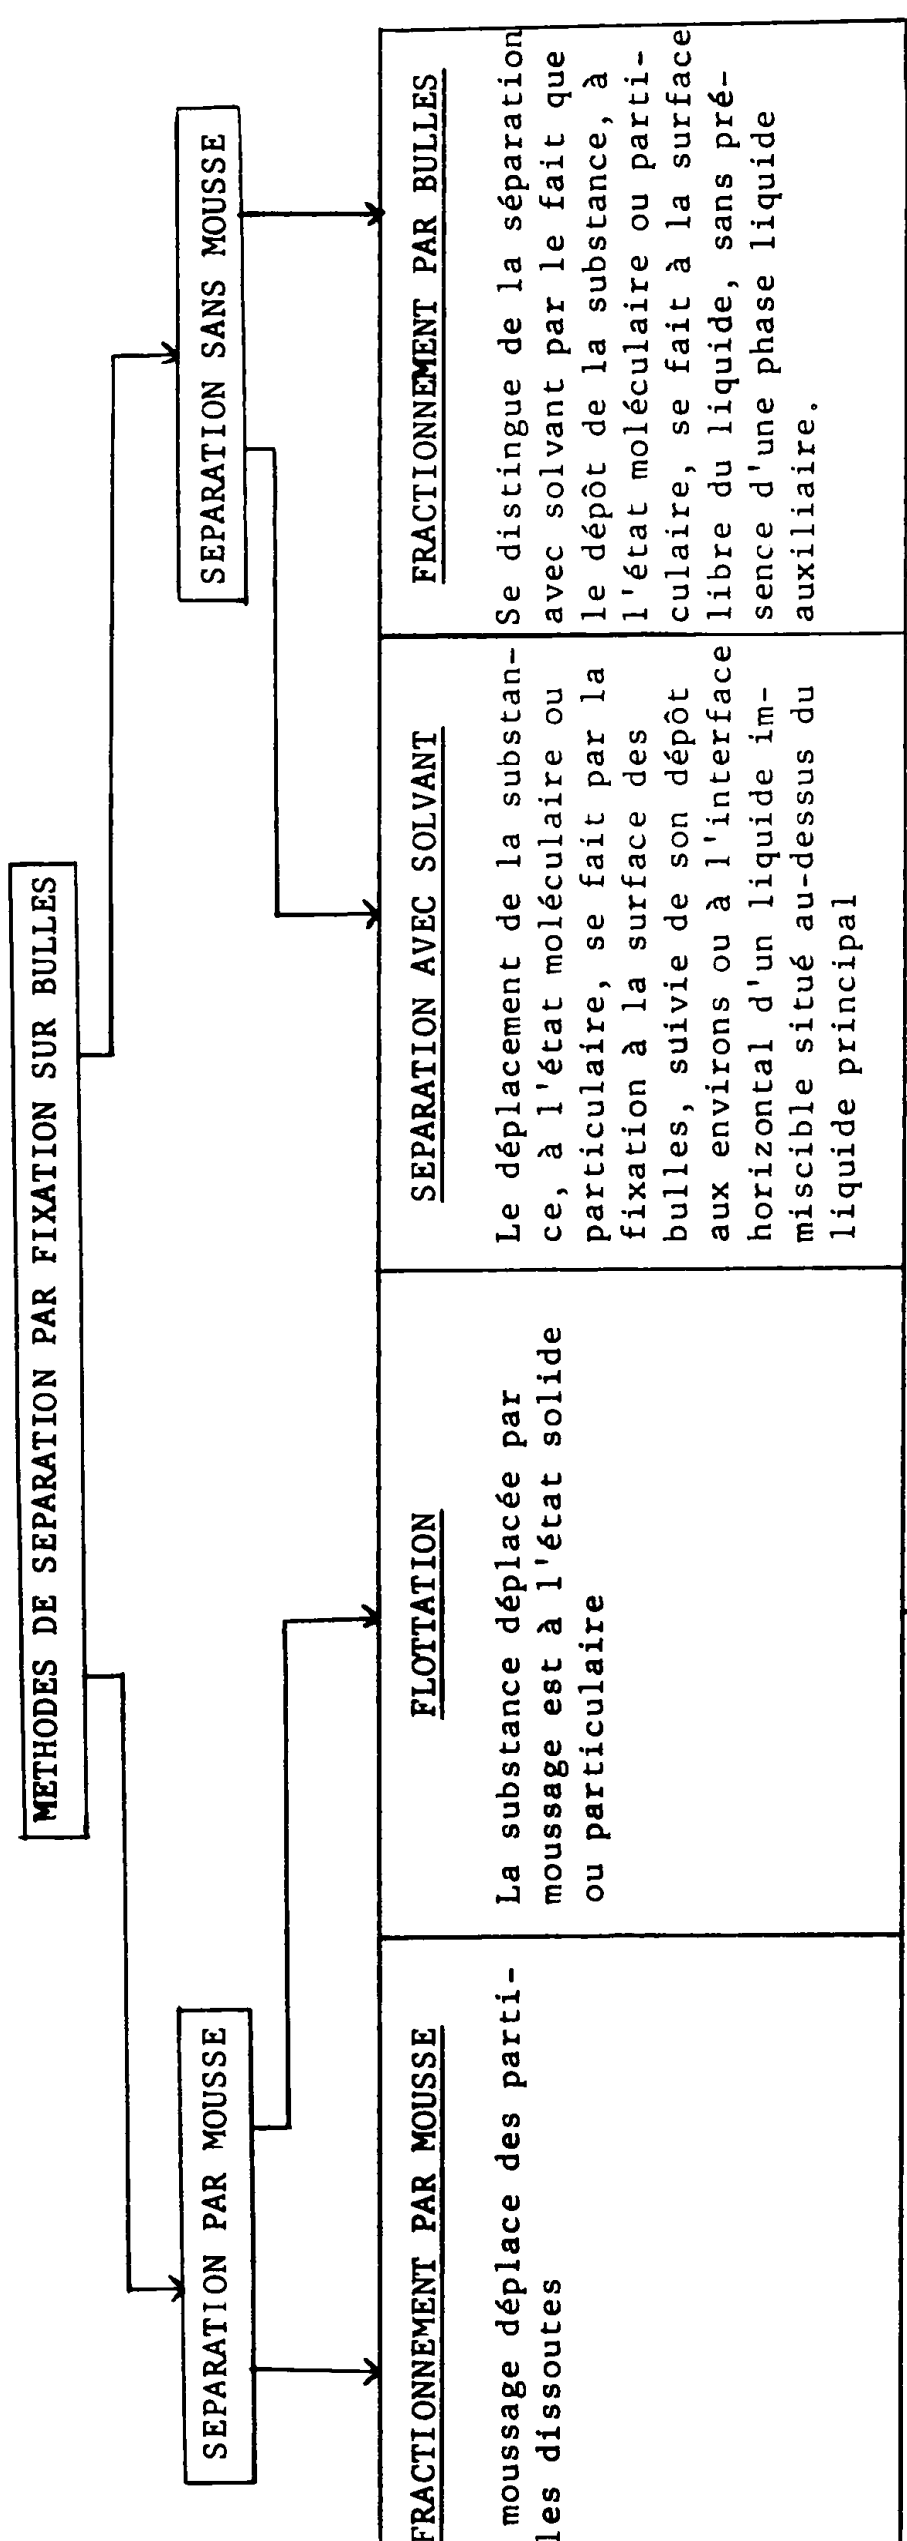 METHODES DE SEPARATION PAR FIXATION SUR BULLES
SEPARATION PAR MOUSSE
SEPARATION SANS MOUSSE
FRACTIONNEMENT PAR MOUSSE
moussage déplace des parti-
les dissoutes
FLOTTATION
La substance déplacée par
moussage est à l'état solide
ou particulaire
SEPARATION AVEC SOLVANT
Le déplacement de la substan-
ce, à l'état moléculaire ou
particulaire, se fait par la
fixation à la surface des
bulles, suivie de son dépôt
aux environs ou à l'interface
horizontal d'un liquide im-
miscible situé au-dessus du
liquide principal
FRACTIONNEMENT PAR BULLES
Se distingue de la séparation
avec solvant par le fait que
le dépôt de la substance, à
l'état moléculaire ou parti-
culaire, se fait à la surface
libre du liquide, sans pré-
sence d'une phase liquide
auxiliaire.